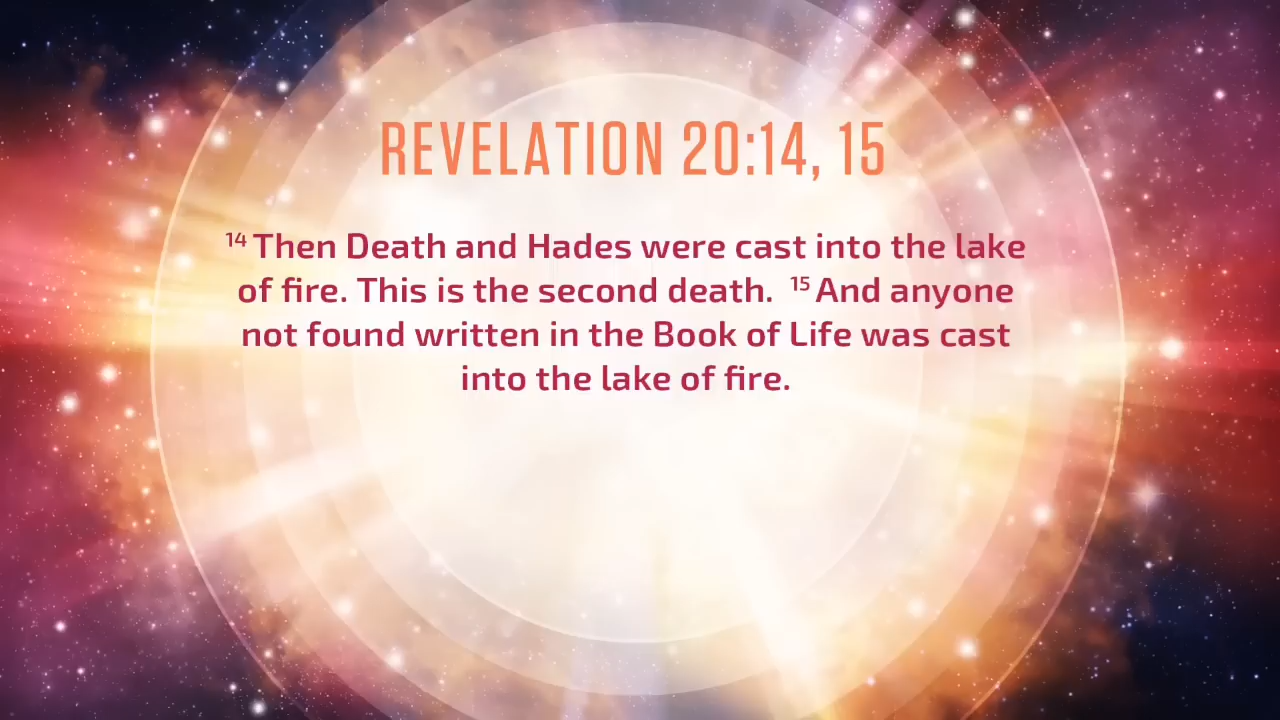 REVELATION 20:14, 15
14 Then Death and Hades were cast into the lake
of fire. This is the second death. 15 And anyone
not found written in the Book of Life was cast
into the lake of fire.